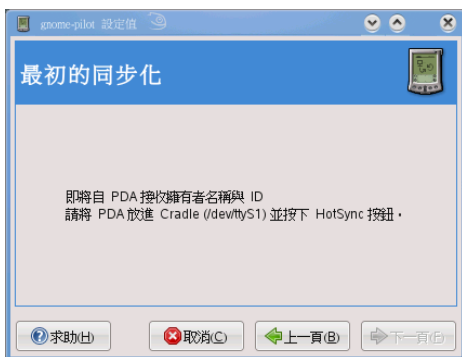 gnome-pilot 設定值
最初的同步化
即將自 PDA 接收擁有者名稱與 ID
請將 PDA 放進 Cradle (/dev/ttyS1) 並按下 HotSync 按鈕。
求助(H) 取消(C) 上一頁(B) 下一頁(F)